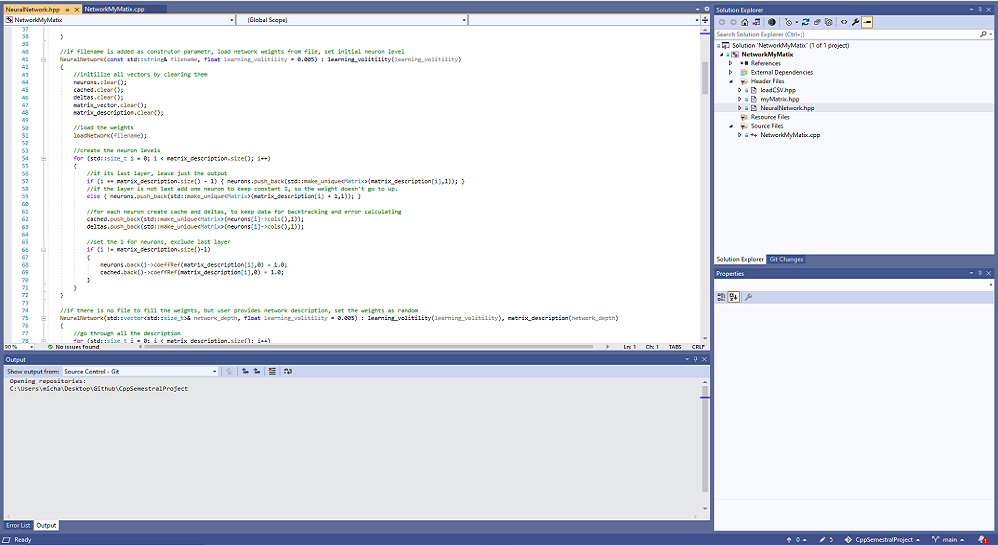 NeuralNetwork.hpp
NetworkMyMatix.cpp
NetworkMyMatix
(Global Scope)
37
38 }
39
40 //if filename is added as construtor parametr, load network weights from file, set initial neuron level
41 NeuralNetwork(const std::string& filename, float learning_volitility = 0.005) : learning_volitility(learning_volitility)
42 {
43 //initilize all vectors by clearing them
44 neurons.clear();
45 cached.clear();
46 deltas.clear();
47 matrix_vector.clear();
48 matrix_description.clear();
49
50 //load the weights
51 loadNetwork(filename);
52
53 //create the neuron levels
54 for (std::size_t i = 0; i < matrix_description.size(); i++)
55 {
56 //if its last layer, leave just the output
57 if (i == matrix_description.size() - 1) { neurons.push_back(std::make_unique<Matrix>(matrix_description[i],1)); }
58 //if the layer is not last add one neuron to keep constant 1, so the weight doesn't go to up.
59 else { neurons.push_back(std::make_unique<Matrix>(matrix_description[i] + 1,1)); }
60
61 //for each neuron create cache and deltas, to keep data for backtracking and error calculating
62 cached.push_back(std::make_unique<Matrix>(neurons[i]->cols(),1));
63 deltas.push_back(std::make_unique<Matrix>(neurons[i]->cols(),1));
64
65 //set the 1 for neurons, exclude last layer
66 if (i != matrix_description.size()-1)
67 {
68 neurons.back()->coeffRef(matrix_description[i],0) = 1.0;
69 cached.back()->coeffRef(matrix_description[i],0) = 1.0;
70 }
71 }
72 }
73
74 //if there is no file to fill the weights, but user provides network description, set the weights as random
75 NeuralNetwork(std::vector<std::size_t>& network_depth, float learning_volitility = 0.005) : learning_volitility(learning_volitility), matrix_description(network_depth)
76 {
77 //go through all the description
78 for (std::size_t i = 0; i < matrix_description.size(); i++)
90 %
No issues found
Ln: 1 Ch: 1 TABS CRLF
Output
Show output from: Source Control - Git
Opening repositories:
C:\Users\micha\Desktop\Github\CppSemestralProject
Error List Output
Solution Explorer
Search Solution Explorer (Ctrl+;)
Solution 'NetworkMyMatix' (1 of 1 project)
NetworkMyMatix
References
External Dependencies
Header Files
loadCSV.hpp
myMatrix.hpp
NeuralNetwork.hpp
Resource Files
Source Files
NetworkMyMatix.cpp
Solution Explorer Git Changes
Properties
Ready
0
5
CppSemestralProject
main
1